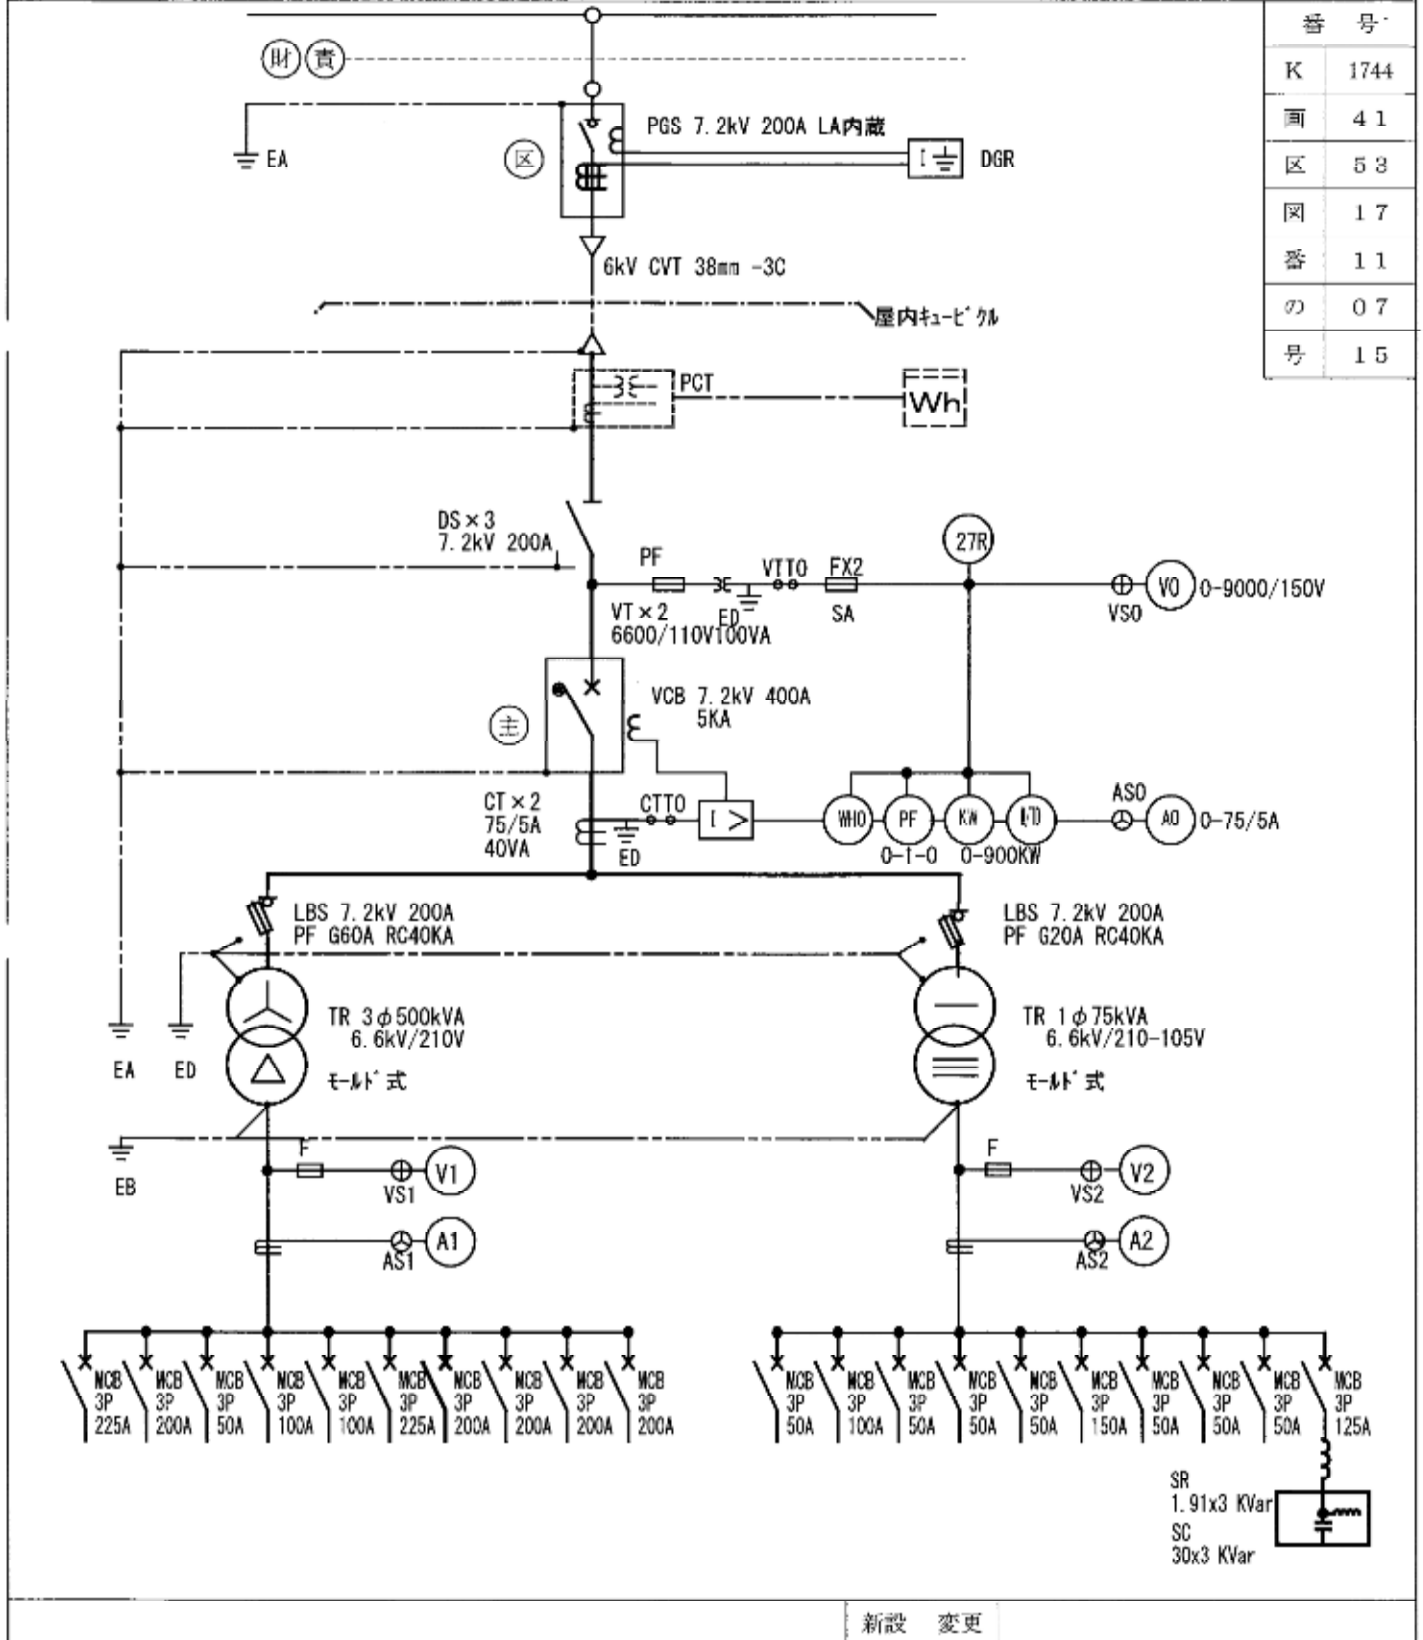 番 号
K 1744
画 41
区 53
図 17
番 11
の 07
号 15
財 責
EA
区
PGS 7.2kV 200A LA内蔵
I
DGR
6kV CVT 38mm -3C
屋内キュービクル
PCT
Wh
DS×3
7.2kV 200A
PF
VTT0
FX2
27R
V0
0-9000/150V
VS0
ED
SA
VT×2
6600/110V100VA
主
VCB 7.2kV 400A
5KA
CT×2
75/5A
40VA
CTT0
I >
WH0
PF
KW
AS0
A0
0-75/5A
ED
0-1-0
0-900KW
LBS 7.2kV 200A
PF G60A RC40KA
LBS 7.2kV 200A
PF G20A RC40KA
TR 3φ500kVA
6.6kV/210V
モールド式
TR 1φ75kVA
6.6kV/210-105V
モールド式
EA
ED
EB
F
VS1
V1
F
VS2
V2
AS1
A1
AS2
A2
MCB MCB MCB MCB MCB MCB MCB MCB MCB MCB
3P 3P 3P 3P 3P 3P 3P 3P 3P 3P
225A 200A 50A 100A 100A 225A 200A 200A 200A 200A
MCB MCB MCB MCB MCB MCB MCB MCB MCB MCB
3P 3P 3P 3P 3P 3P 3P 3P 3P 3P
50A 100A 50A 50A 50A 150A 50A 50A 50A 125A
SR
1.91x3 KVar
SC
30x3 KVar
新設 変更